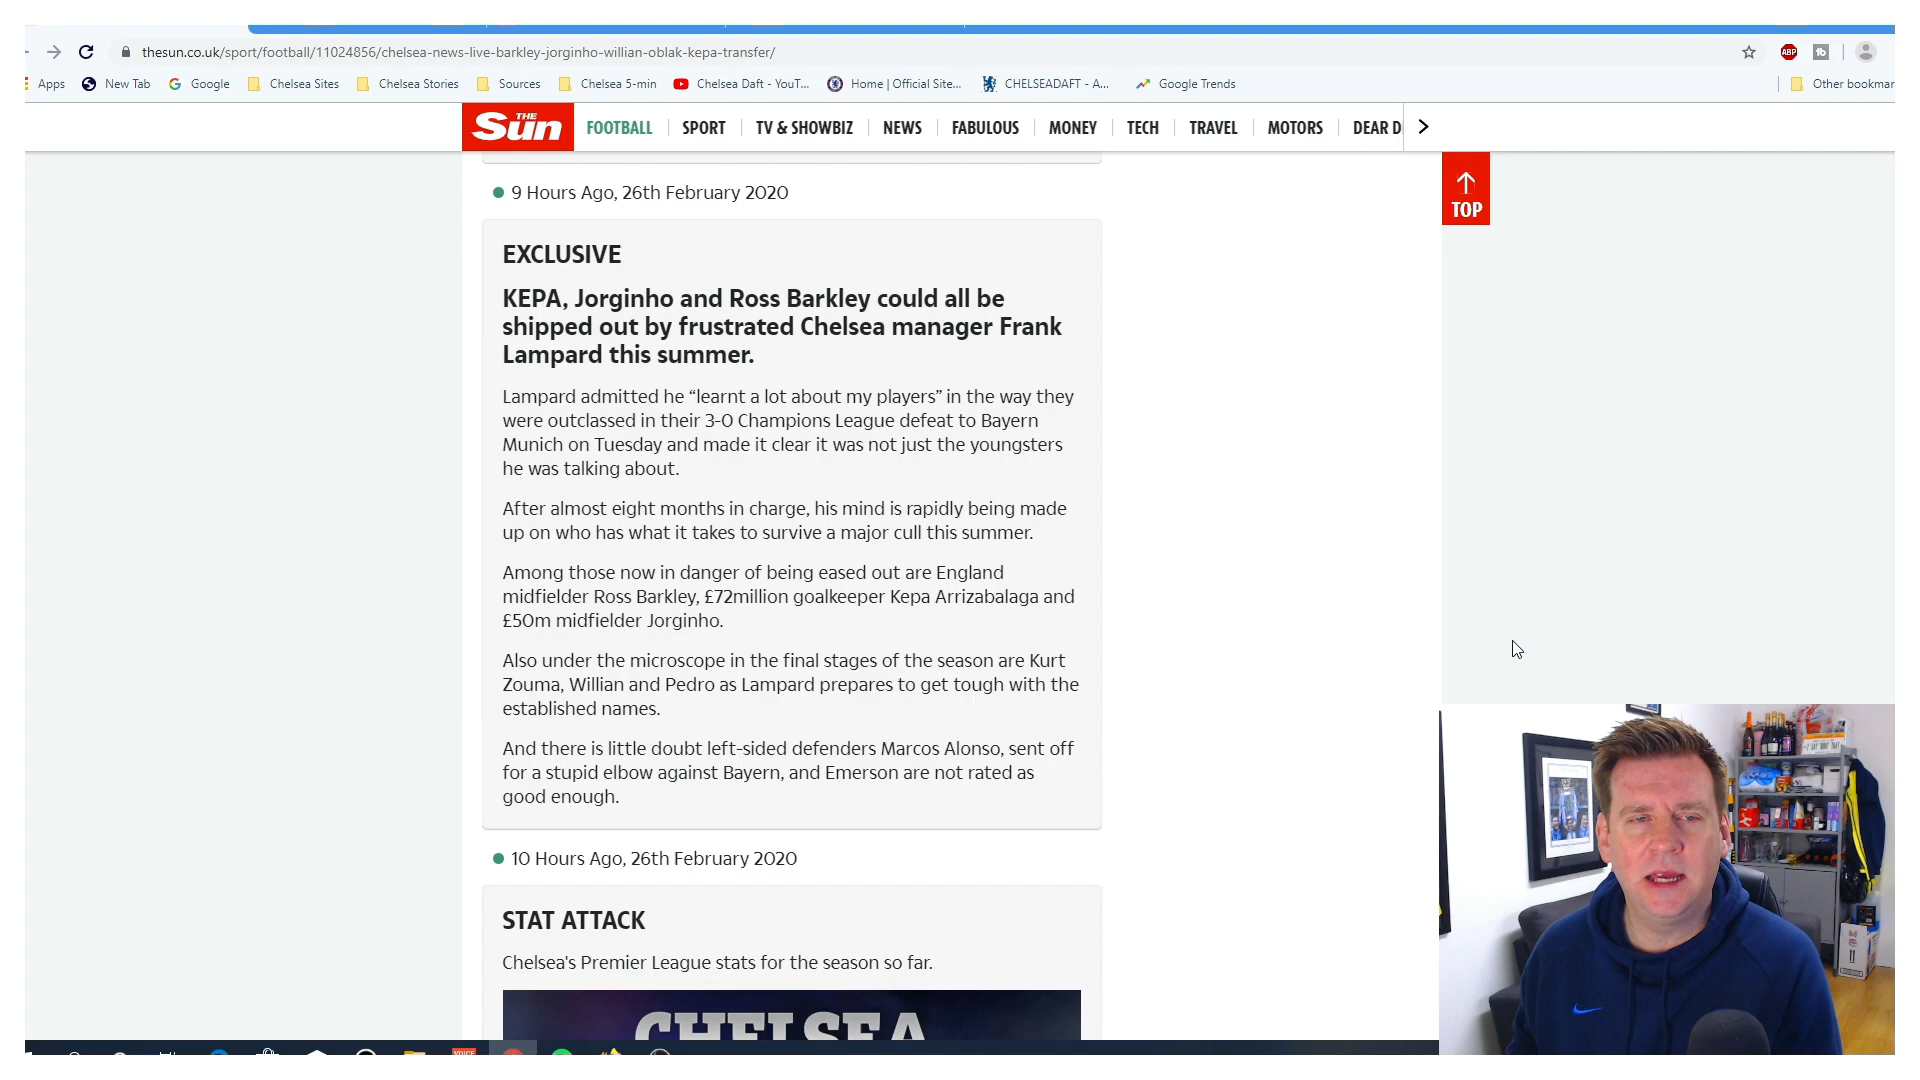 thesun.co.uk/sport/football/11024856/chelsea-news-live-barkley-jorginho-willian-oblak-kepa-transfer/
ABP
Apps New Tab Google Chelsea Sites Chelsea Stories Sources Chelsea 5-min Chelsea Daft - YouT... Home | Official Site... CHELSEADAFT - A... Google Trends Other bookmar
THE Sun FOOTBALL SPORT TV & SHOWBIZ NEWS FABULOUS MONEY TECH TRAVEL MOTORS DEAR D
TOP
9 Hours Ago, 26th February 2020
EXCLUSIVE
KEPA, Jorginho and Ross Barkley could all be
shipped out by frustrated Chelsea manager Frank
Lampard this summer.
Lampard admitted he “learnt a lot about my players” in the way they
were outclassed in their 3-0 Champions League defeat to Bayern
Munich on Tuesday and made it clear it was not just the youngsters
he was talking about.
After almost eight months in charge, his mind is rapidly being made
up on who has what it takes to survive a major cull this summer.
Among those now in danger of being eased out are England
midfielder Ross Barkley, £72million goalkeeper Kepa Arrizabalaga and
£50m midfielder Jorginho.
Also under the microscope in the final stages of the season are Kurt
Zouma, Willian and Pedro as Lampard prepares to get tough with the
established names.
And there is little doubt left-sided defenders Marcos Alonso, sent off
for a stupid elbow against Bayern, and Emerson are not rated as
good enough.
10 Hours Ago, 26th February 2020
STAT ATTACK
Chelsea's Premier League stats for the season so far.
CHELSEA